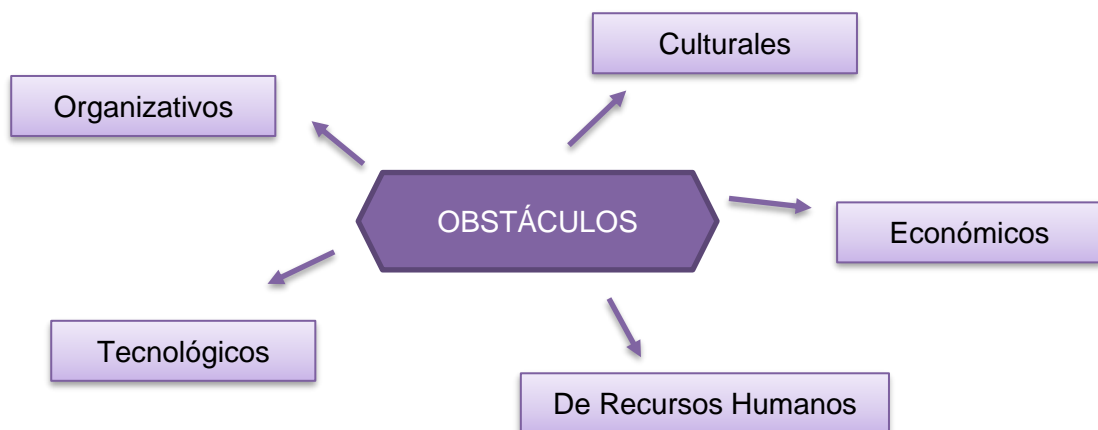 Culturales
Organizativos
OBSTÁCULOS
Económicos
Tecnológicos
De Recursos Humanos